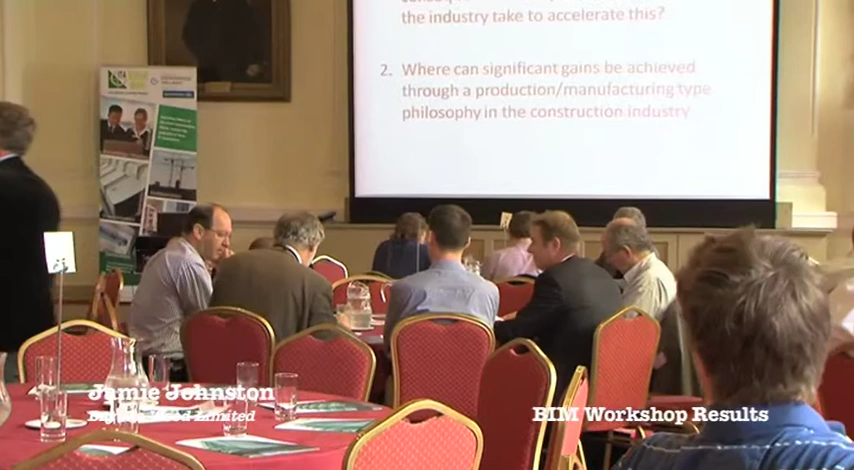 the industry take to accelerate this?
2. Where can significant gains be achieved
through a production/manufacturing type
philosophy in the construction industry
Jamie Johnston
Limited
BIM Workshop Results